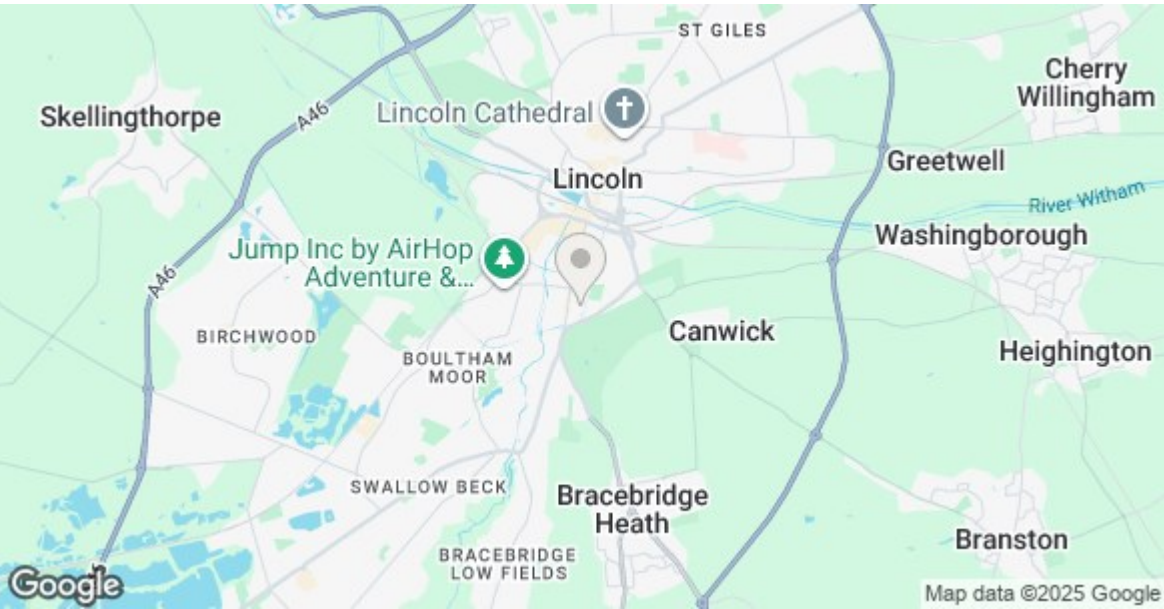 ST GILES
Cherry
Willingham
Skellingthorpe
A46
Lincoln Cathedral
Greetwell
Lincoln
River Witham
Washingborough
Jump Inc by AirHop
Adventure &...
A46
BIRCHWOOD
Canwick
BOULTHAM
MOOR
Heighington
SWALLOW BECK
Bracebridge
Heath
Branston
BRACEBRIDGE
LOW FIELDS
Google
Map data ©2025 Google